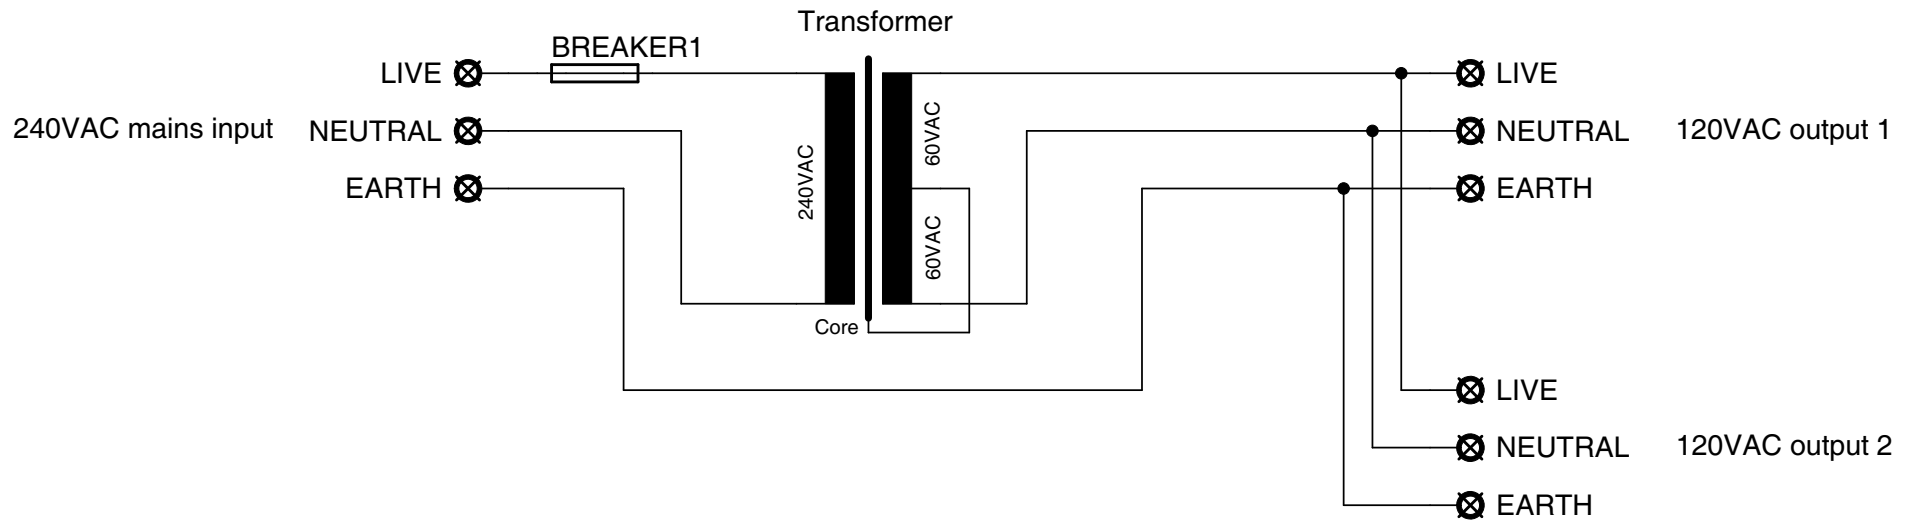 Transformer
BREAKER1
LIVE
LIVE
240VAC mains input
NEUTRAL
NEUTRAL
120VAC output 1
EARTH
EARTH
240VAC
60VAC
60VAC
Core
LIVE
NEUTRAL
120VAC output 2
EARTH